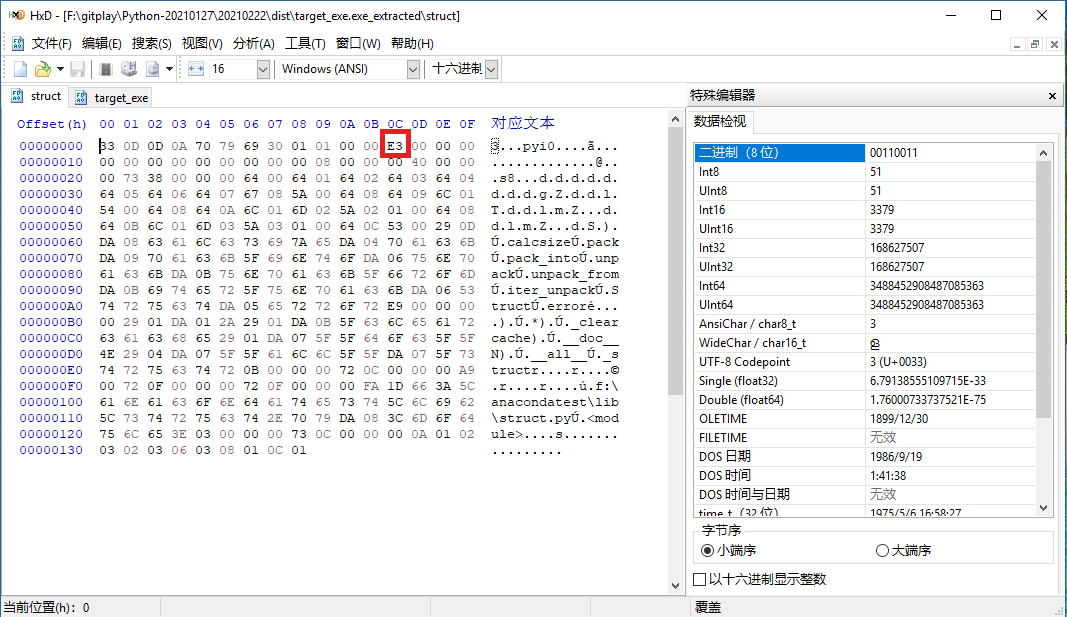 HxD - [F:\gitplay\Python-20210127\20210222\dist\target_exe.exe_extracted\struct]
文件(F) 编辑(E) 搜索(S) 视图(V) 分析(A) 工具(T) 窗口(W) 帮助(H)
16 Windows (ANSI) 十六进制
struct target_exe
Offset(h) 00 01 02 03 04 05 06 07 08 09 0A 0B 0C 0D 0E 0F 对应文本
00000000 33 0D 0D 0A 70 79 69 30 01 01 00 00 E3 00 00 00 3...pyi0....ã...
00000010 00 00 00 00 00 00 00 00 00 08 00 00 00 40 00 00 .............@..
00000020 00 73 38 00 00 00 64 00 64 01 64 02 64 03 64 04 .s8...d.d.d.d.d.
00000030 64 05 64 06 64 07 67 08 5A 00 64 08 64 09 6C 01 d.d.d.g.Z.d.d.l.
00000040 54 00 64 08 64 0A 6C 01 6D 02 5A 02 01 00 64 08 T.d.d.l.m.Z...d.
00000050 64 0B 6C 01 6D 03 5A 03 01 00 64 0C 53 00 29 0D d.l.m.Z...d.S.).
00000060 DA 08 63 61 6C 63 73 69 7A 65 DA 04 70 61 63 6B Ú.calcsizeÚ.pack
00000070 DA 09 70 61 63 6B 5F 69 6E 74 6F DA 06 75 6E 70 Ú.pack_intoÚ.unp
00000080 61 63 6B DA 0B 75 6E 70 61 63 6B 5F 66 72 6F 6D ackÚ.unpack_from
00000090 DA 0B 69 74 65 72 5F 75 6E 70 61 63 6B DA 06 53 Ú.iter_unpackÚ.S
000000A0 74 72 75 63 74 DA 05 65 72 72 6F 72 E9 00 00 00 tructÚ.erroré...
000000B0 00 29 01 DA 01 2A 29 01 DA 0B 5F 63 6C 65 61 72 .).Ú.*).Ú._clear
000000C0 63 61 63 68 65 29 01 DA 07 5F 5F 64 6F 63 5F 5F cache).Ú.__doc__
000000D0 4E 29 04 DA 07 5F 5F 61 6C 6C 5F 5F DA 07 5F 73 N).Ú.__all__Ú._s
000000E0 74 72 75 63 74 72 0B 00 00 00 72 0C 00 00 00 A9 tructr....r....©
000000F0 00 72 0F 00 00 00 72 0F 00 00 00 FA 1D 66 3A 5C .r....r....ú.f:\
00000100 61 6E 61 63 6F 6E 64 61 74 65 73 74 5C 6C 69 62 anacondatest\lib
00000110 5C 73 74 72 75 63 74 2E 70 79 DA 08 3C 6D 6F 64 \struct.pyÚ.<mod
00000120 75 6C 65 3E 03 00 00 00 73 0C 00 00 00 0A 01 02 ule>....s.......
00000130 03 02 03 06 03 08 01 0C 01 .........
特殊编辑器
数据检视
二进制（8 位） 00110011
Int8 51
UInt8 51
Int16 3379
UInt16 3379
Int32 168627507
UInt32 168627507
Int64 3488452908487085363
UInt64 3488452908487085363
AnsiChar / char8_t 3
WideChar / char16_t ള
UTF-8 Codepoint 3 (U+0033)
Single (float32) 6.79138555109715E-33
Double (float64) 1.76000733737521E-75
OLETIME 1899/12/30
FILETIME 无效
DOS 日期 1986/9/19
DOS 时间 1:41:38
DOS 时间与日期 无效
time_t（32 位） 1975/5/6 16:58:27
字节序
小端序 大端序
以十六进制显示整数
当前位置(h): 0 覆盖